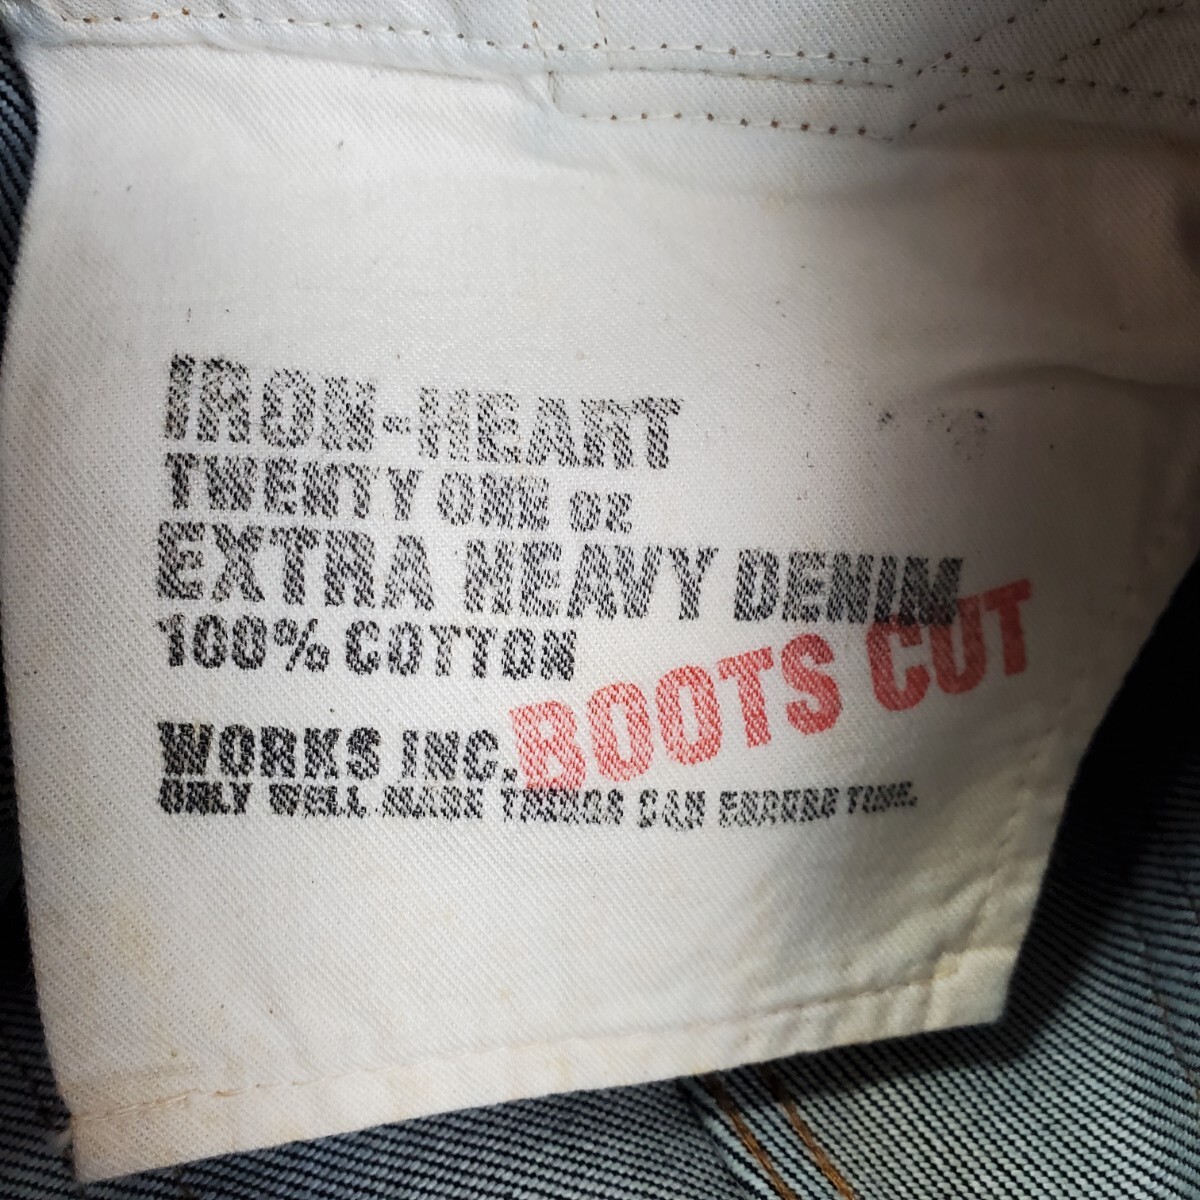 IRON-HEART
TWENTY ONE oz
EXTRA HEAVY DENIM
100% COTTON
BOOTS CUT
WORKS INC.
ONLY WELL MADE THINGS CAN ENDURE TIME.